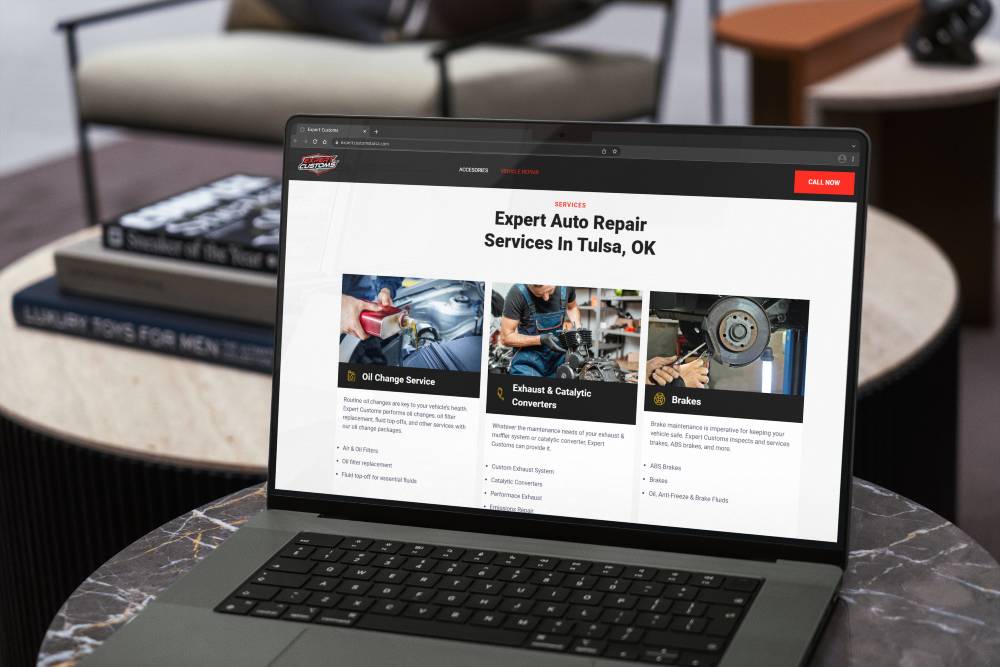 Expert Customs
EXPERT
CUSTOMS
ACCESORIES VEHICLE REPAIR
CALL NOW
SERVICES
Expert Auto Repair
Services In Tulsa, OK
Oil Change Service
Routine oil changes are key to your vehicle's health.
Expert Customs performs oil changes, oil filter
replacement, fluid top-offs, and other services with
our oil change packages.
Air & Oil Filters
Oil filter replacement
Fluid top-off for essential fluids
Exhaust & Catalytic
Converters
Whatever the maintenance needs of your exhaust &
muffler system or catalytic converter, Expert
Customs can provide it.
Custom Exhaust System
Catalytic Converters
Performace Exhaust
Emissions Repair
Brakes
Brake maintenance is imperative for keeping your
vehicle safe. Expert Customs inspects and services
brakes, ABS brakes, and more.
ABS Brakes
Brakes
Oil, Anti-Freeze & Brake Fluids
Sneaker of the Year
LUXURY TOYS FOR MEN